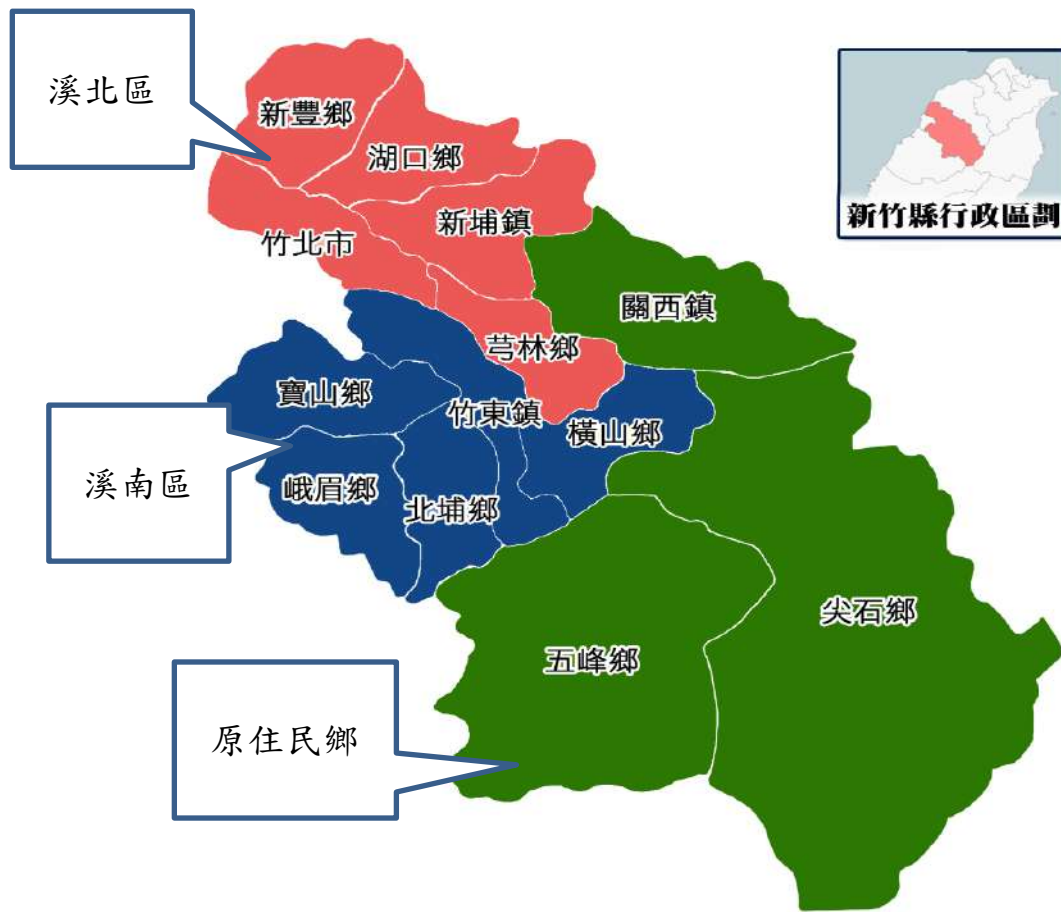 溪北區
新豐鄉
湖口鄉
新竹縣行政區劃
新埔鎮
竹北市
關西鎮
芎林鄉
寶山鄉
竹東鎮
橫山鄉
溪南區
峨眉鄉
北埔鄉
尖石鄉
五峰鄉
原住民鄉